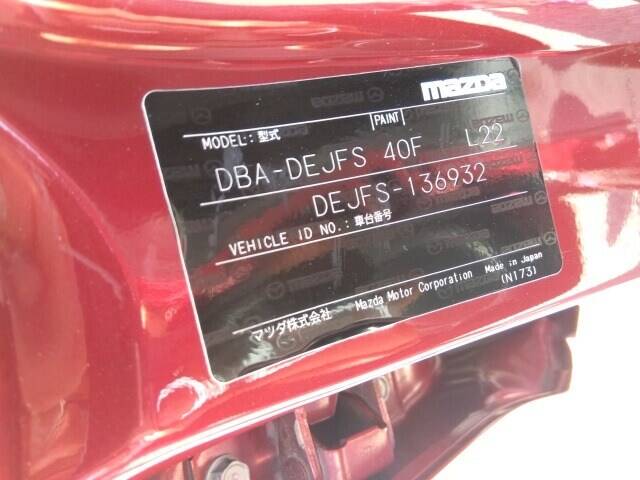 mazda
MODEL: 型式 PAINT
DBA-DEJFS 40F L22
DEJFS-136932
VEHICLE ID NO.: 車台番号
マツダ株式会社 Mazda Motor Corporation Made in Japan
(N173)